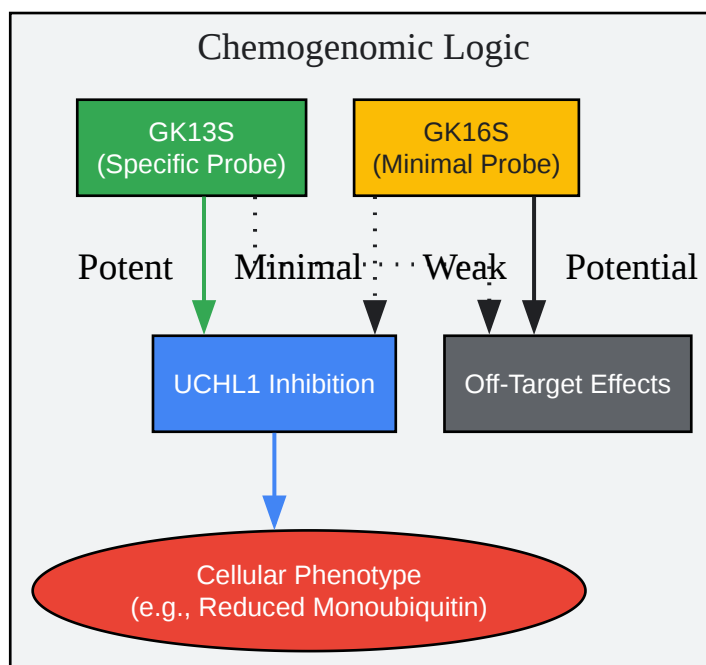 Chemogenomic Logic
GK13S
(Specific Probe)
GK16S
(Minimal Probe)
Potent
Minimal
Weak
Potential
UCHL1 Inhibition
Off-Target Effects
Cellular Phenotype
(e.g., Reduced Monoubiquitin)